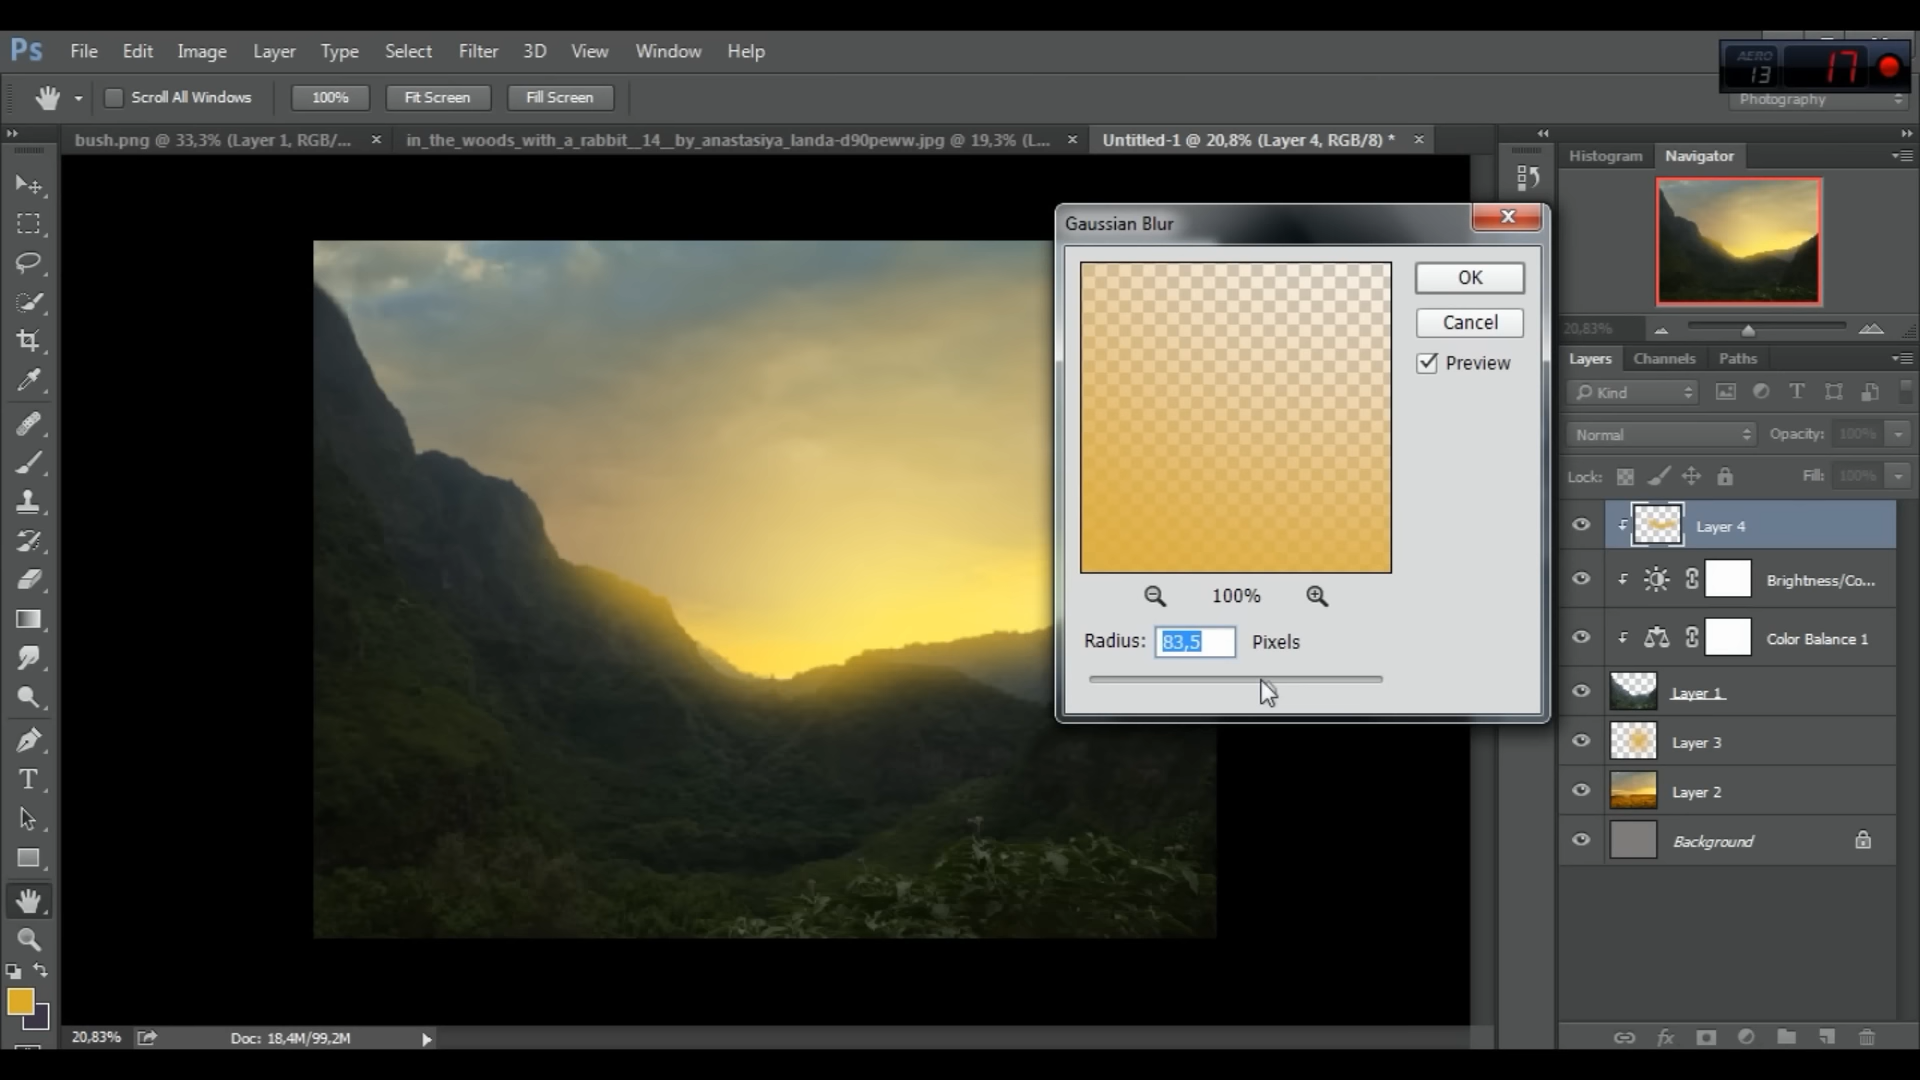 Ps File Edit Image Layer Type Select Filter 3D View Window Help
AERO
13
17
Scroll All Windows 100% Fit Screen Fill Screen
Photography
bush.png @ 33,3% (Layer 1, RGB/... × in_the_woods_with_a_rabbit__14__by_anastasiya_landa-d90peww.jpg @ 19,3% (L... × Untitled-1 @ 20,8% (Layer 4, RGB/8) * ×
Histogram Navigator
20,83%
Gaussian Blur
OK
Cancel
Preview
100%
Radius: 83,5 Pixels
Layers Channels Paths
Kind
Normal Opacity: 100%
Lock: Fill: 100%
Layer 4
Brightness/Co...
Color Balance 1
Layer 1
Layer 3
Layer 2
Background
20,83% Doc: 18,4M/99,2M